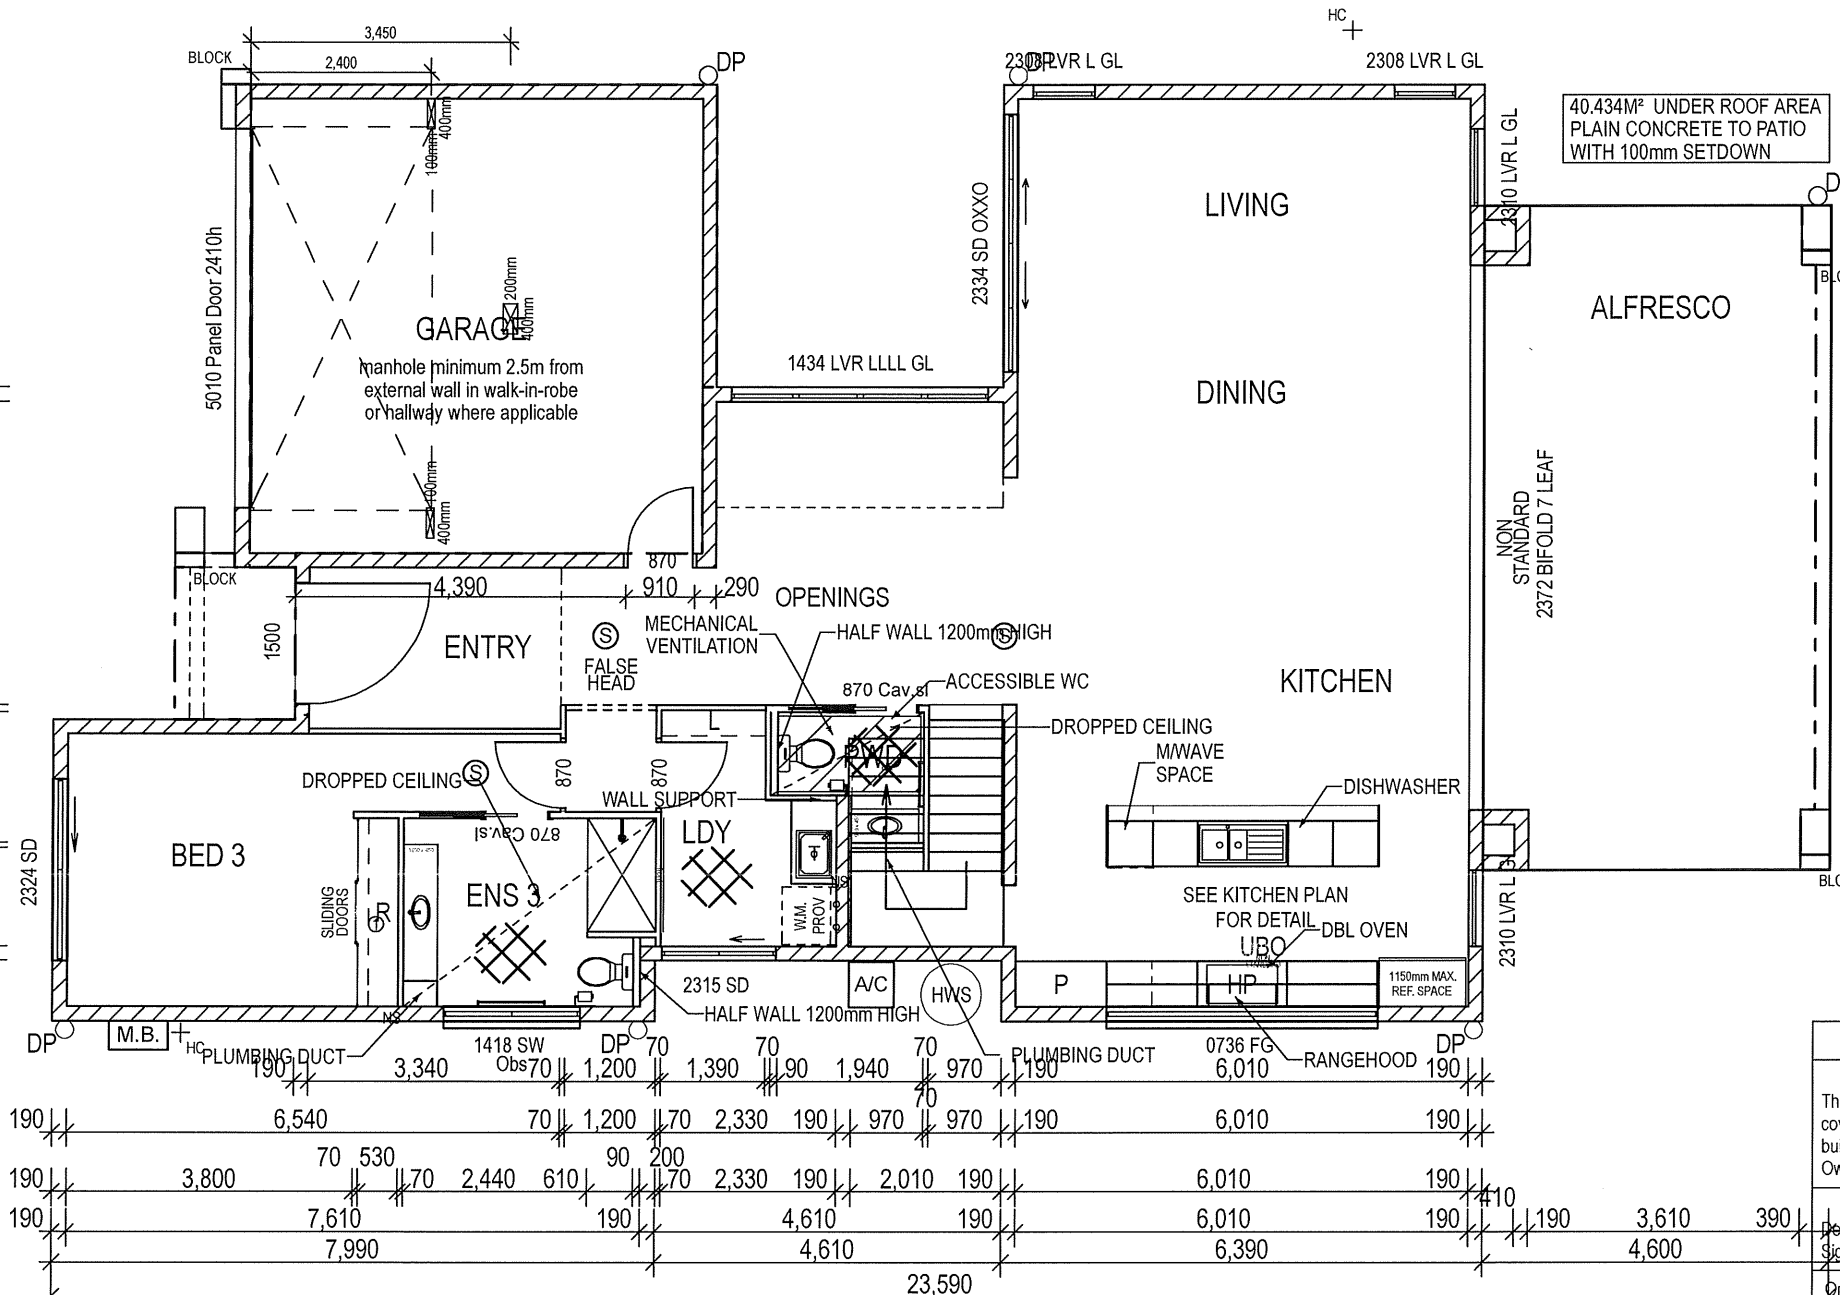 HC
3,450
BLOCK
2,400
DP
2308 LVR L GL
DP
2308 LVR L GL
40.434M² UNDER ROOF AREA
PLAIN CONCRETE TO PATIO
WITH 100mm SETDOWN
400mm
100mm
2310 LVR L GL
LIVING
2334 SD OXXO
5010 Panel Door 2410h
200mm
400mm
GARAGE
manhole minimum 2.5m from
external wall in walk-in-robe
or hallway where applicable
ALFRESCO
1434 LVR LLLL GL
DINING
100mm
400mm
NON
STANDARD
2372 BIFOLD 7 LEAF
BLOCK
870
4,390
910
290
OPENINGS
1500
ENTRY
S
FALSE
HEAD
MECHANICAL
VENTILATION
HALF WALL 1200mm HIGH
S
870 Cav.sl
ACCESSIBLE WC
KITCHEN
L
PWD
DROPPED CEILING
M/WAVE
SPACE
DISHWASHER
DROPPED CEILING
S
870
870
WALL SUPPORT
870 Cav.sl
LDY
BED 3
2324 SD
SLIDING
DOORS
R
ENS 3
W.M.
PROV
NS
SEE KITCHEN PLAN
FOR DETAIL
UBO
DBL OVEN
2310 LVR L G
2315 SD
A/C
HWS
P
HP
1150mm MAX.
REF. SPACE
NS
HALF WALL 1200mm HIGH
DP
M.B.
HC
PLUMBING DUCT
1418 SW
Obs
DP
PLUMBING DUCT
0736 FG
RANGEHOOD
DP
190 3,340 70 1,200 70 1,390 70 90 1,940 70 970 190 6,010 190
190 6,540 70 1,200 70 2,330 190 970 70 970 190 6,010 190
190 3,800 70 530 70 2,440 610 90 200 70 2,330 190 2,010 190 6,010 190
190 7,610 190 4,610 190 6,010 190 410 190 3,610 390
7,990 4,610 6,390 4,600
23,590